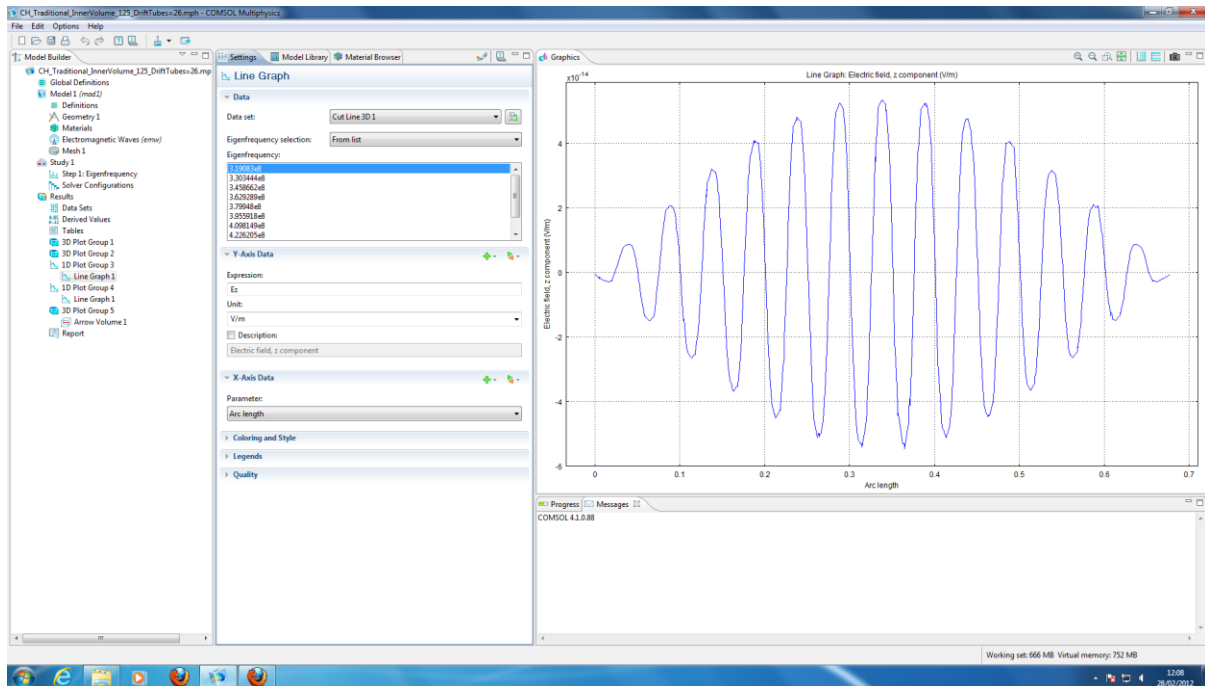 CH_Traditional_InnerVolume_125_DriftTubes=26.mph - COMSOL Multiphysics
File Edit Options Help
Model Builder
CH_Traditional_InnerVolume_125_DriftTubes=26.mp
Global Definitions
Model 1 (mod1)
Definitions
Geometry 1
Materials
Electromagnetic Waves (emw)
Mesh 1
Study 1
Step 1: Eigenfrequency
Solver Configurations
Results
Data Sets
Derived Values
Tables
3D Plot Group 1
3D Plot Group 2
1D Plot Group 3
Line Graph 1
1D Plot Group 4
Line Graph 1
3D Plot Group 5
Arrow Volume 1
Report
Settings Model Library Material Browser
Line Graph
Data
Data set: Cut Line 3D 1
Eigenfrequency selection: From list
Eigenfrequency:
3.19083e8
3.303444e8
3.458662e8
3.629289e8
3.79948e8
3.955918e8
4.098149e8
4.226205e8
Y-Axis Data
Expression:
Ez
Unit:
V/m
Description:
Electric field, z component
X-Axis Data
Parameter:
Arc length
Coloring and Style
Legends
Quality
Graphics
x10^-14
Line Graph: Electric field, z component (V/m)
Electric field, z component (V/m)
4
2
0
-2
-4
-6
0 0.1 0.2 0.3 0.4 0.5 0.6 0.7
Arc length
Progress Messages
COMSOL 4.1.0.88
Working set: 666 MB Virtual memory: 752 MB
12:08
28/02/2012